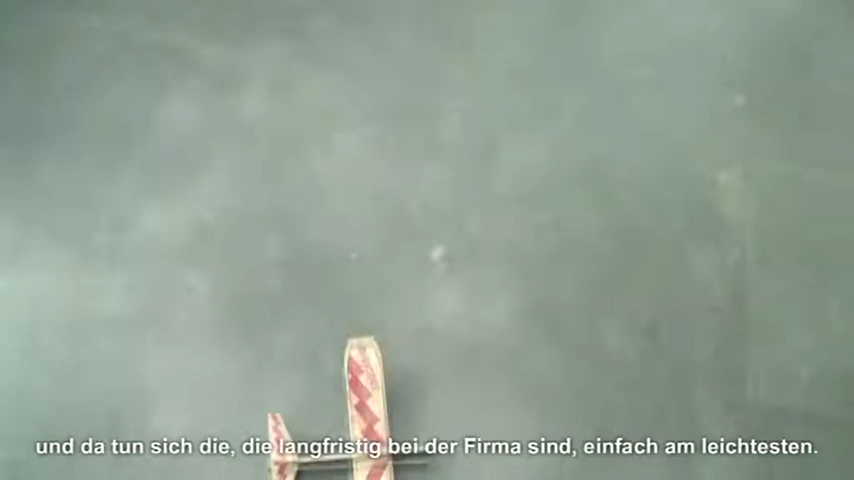 und da tun sich die, die langfristig bei der Firma sind, einfach am leichtesten.